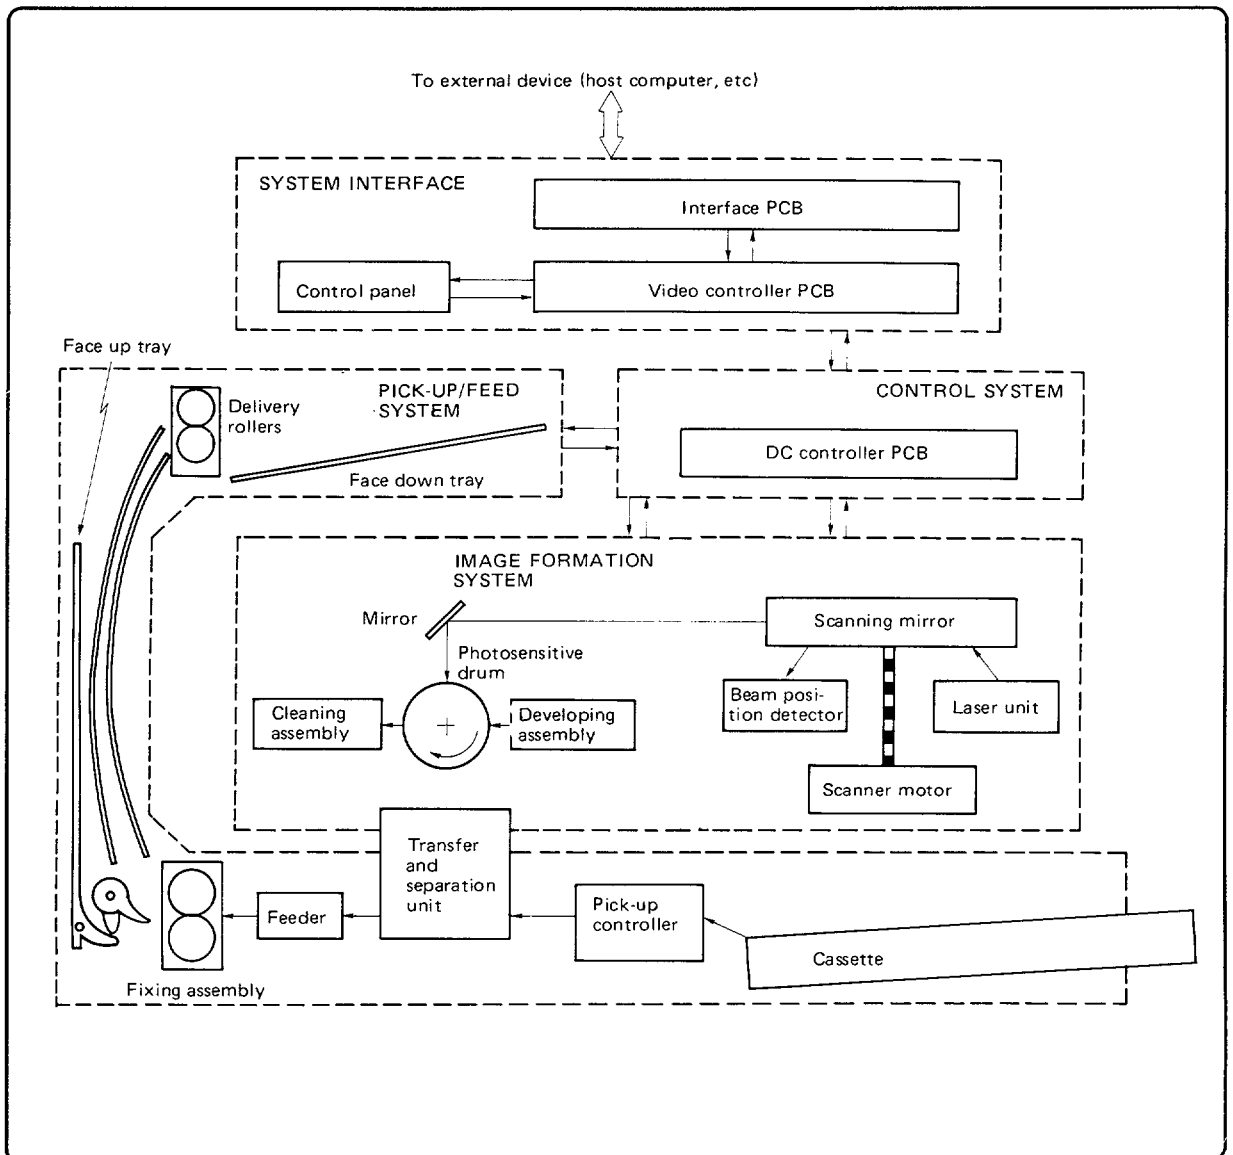 To external device (host computer, etc)
SYSTEM INTERFACE
Interface PCB
Control panel
Video controller PCB
Face up tray
PICK-UP/FEED
SYSTEM
Delivery
rollers
Face down tray
CONTROL SYSTEM
DC controller PCB
IMAGE FORMATION
SYSTEM
Mirror
Scanning mirror
Photosensitive
drum
Cleaning
assembly
Developing
assembly
Beam posi-
tion detector
Laser unit
Scanner motor
Transfer
and
separation
unit
Feeder
Pick-up
controller
Cassette
Fixing assembly